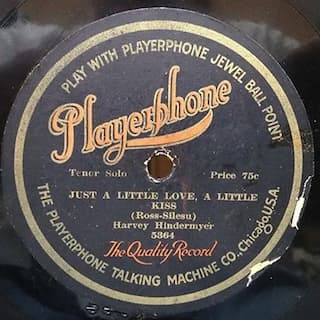 PLAY WITH PLAYERPHONE JEWEL BALL POINT
Playerphone
Tenor Solo Price 75c
JUST A LITTLE LOVE, A LITTLE
KISS
(Ross-Silesu)
Harvey Hindermyer
5364
The Quality Record
THE PLAYERPHONE TALKING MACHINE CO., Chicago U.S.A.